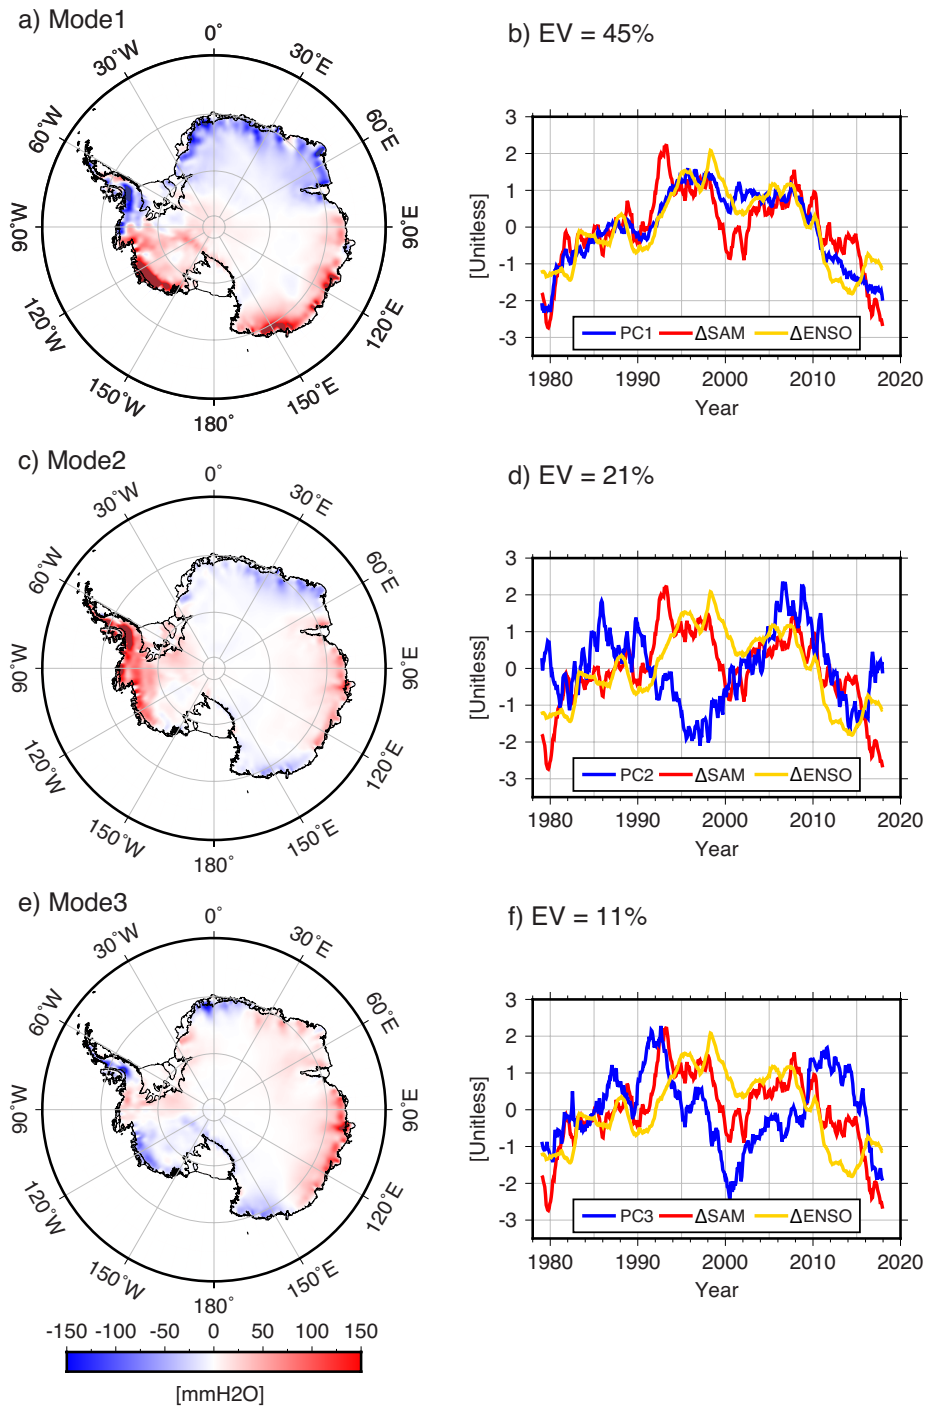 a) Mode1
0°
30°E
60°E
90°E
120°E
150°E
180°
150°W
120°W
90°W
60°W
30°W
b) EV = 45%
[Unitless]
3
2
1
0
-1
-2
-3
PC1 ΔSAM ΔENSO
1980 1990 2000 2010 2020
Year
c) Mode2
0°
30°E
60°E
90°E
120°E
150°E
180°
150°W
120°W
90°W
60°W
30°W
d) EV = 21%
[Unitless]
3
2
1
0
-1
-2
-3
PC2 ΔSAM ΔENSO
1980 1990 2000 2010 2020
Year
e) Mode3
0°
30°E
60°E
90°E
120°E
150°E
180°
150°W
120°W
90°W
60°W
30°W
f) EV = 11%
[Unitless]
3
2
1
0
-1
-2
-3
PC3 ΔSAM ΔENSO
1980 1990 2000 2010 2020
Year
-150 -100 -50 0 50 100 150
[mmH2O]